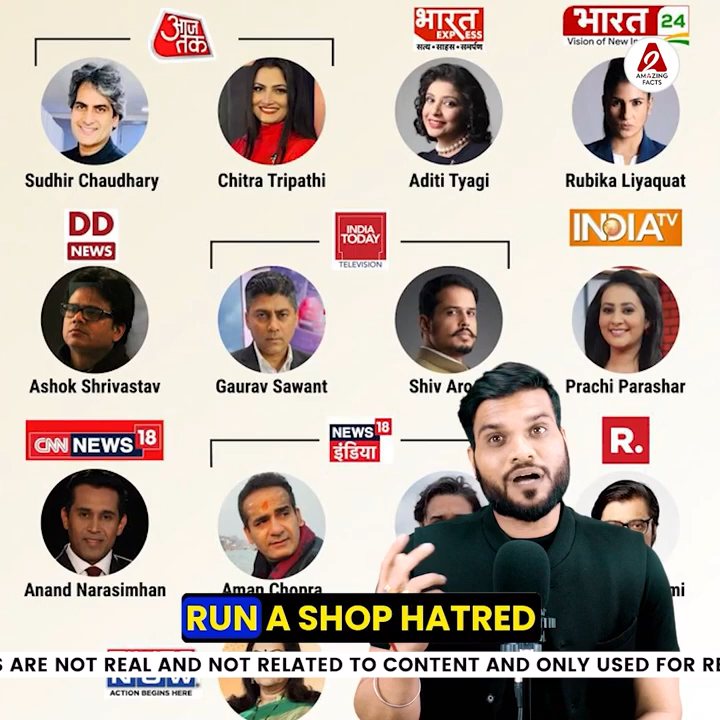 आज
तक
भारत
EXPRESS
सत्य • साहस • समर्पण
भारत 24
Vision of New In
AMAZING
FACTS
Sudhir Chaudhary
Chitra Tripathi
Aditi Tyagi
Rubika Liyaquat
DD
NEWS
INDIA
TODAY
TELEVISION
INDIA TV
Ashok Shrivastav
Gaurav Sawant
Shiv Aro
Prachi Parashar
CNN NEWS 18
NEWS 18
इंडिया
R.
Anand Narasimhan
Aman Chopra
mi
RUN A SHOP HATRED
S ARE NOT REAL AND NOT RELATED TO CONTENT AND ONLY USED FOR RE
NOW
ACTION BEGINS HERE